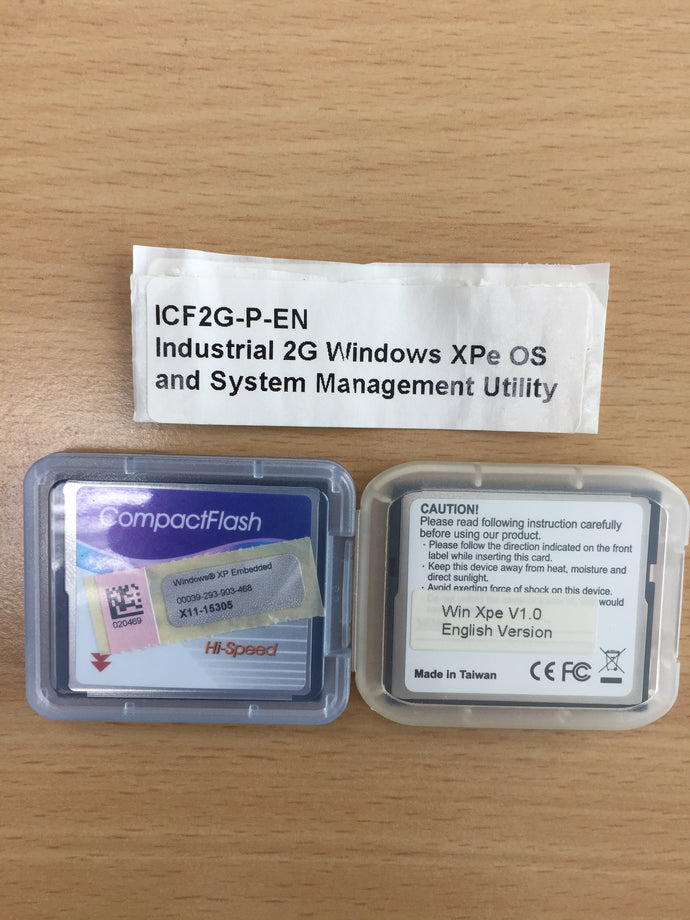 ICF2G-P-EN
Industrial 2G Windows XPe OS
and System Management Utility
CompactFlash
Windows® XP Embedded
00039-293-903-468
X11-15305
020469
Hi-Speed
CAUTION!
Please read following instruction carefully
before using our product.
· Please follow the direction indicated on the front
label while inserting this card.
· Keep this device away from heat, moisture and
direct sunlight.
· Avoid exerting force of shock on this device.
would
Win Xpe V1.0
English Version
Made in Taiwan
CE FC